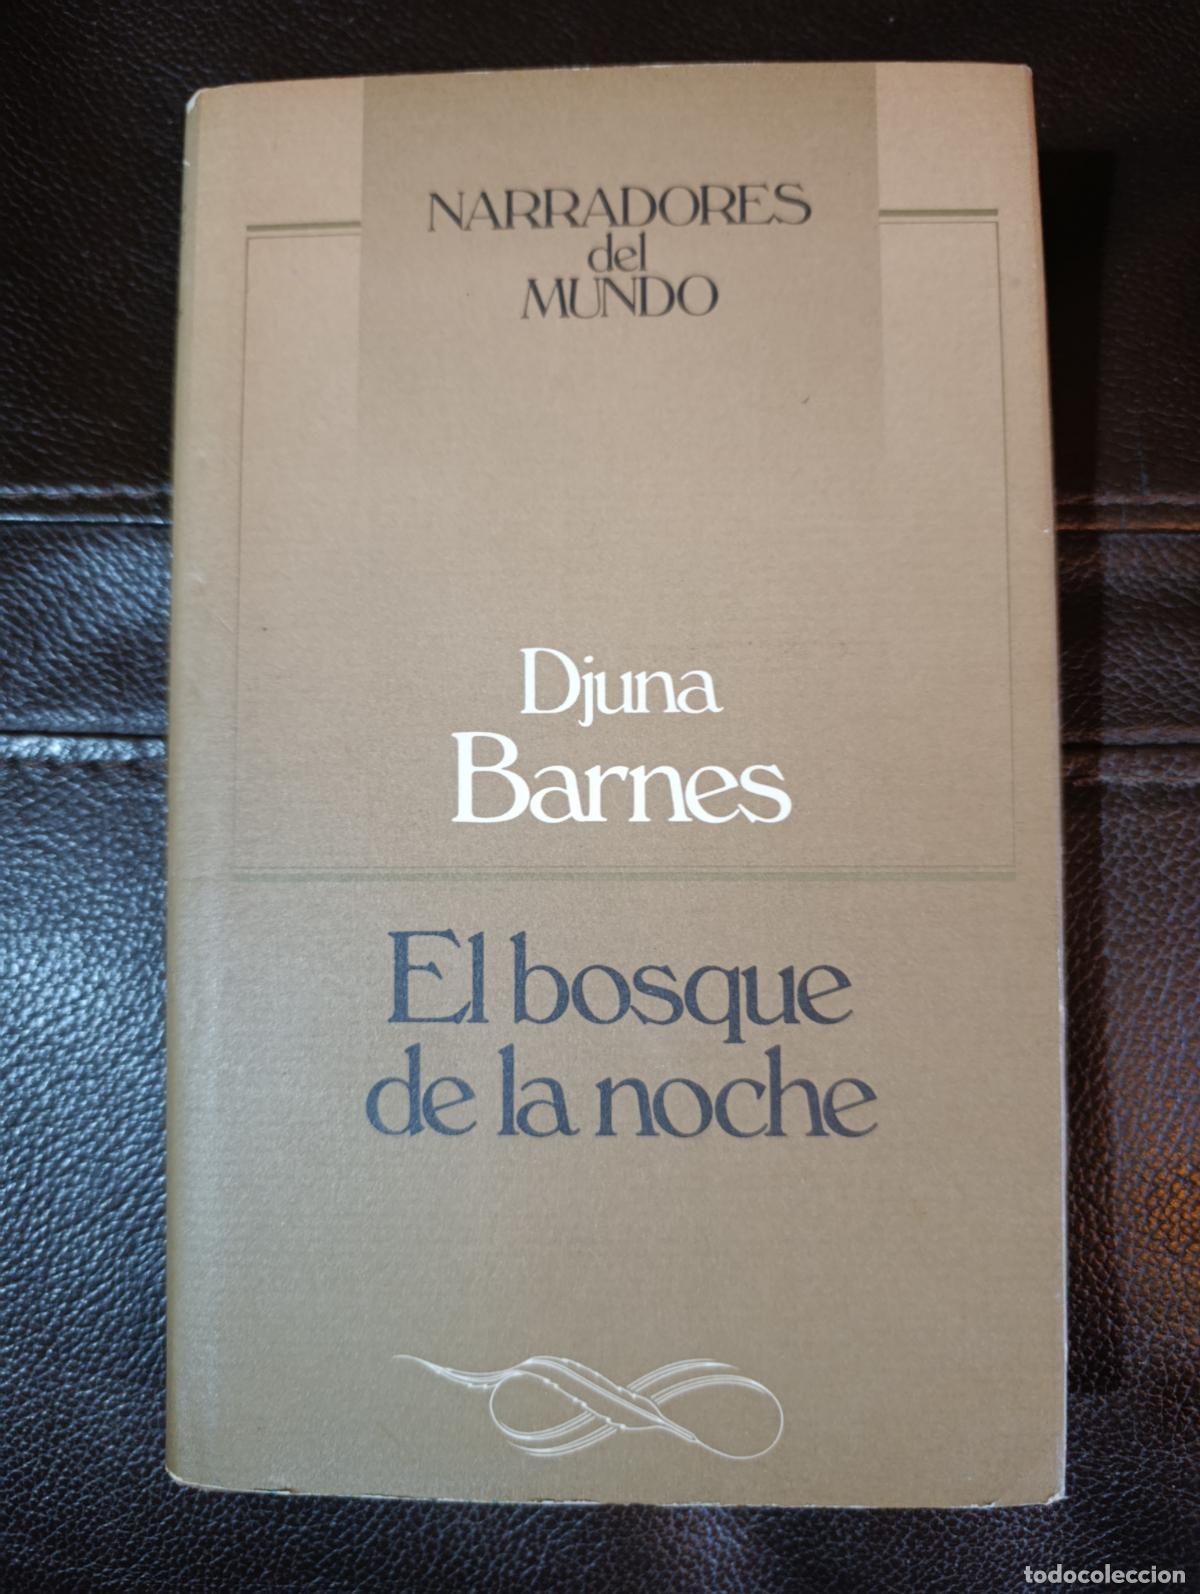 NARRADORES
del
MUNDO
Djuna
Barnes
El bosque
de la noche
todocoleccion